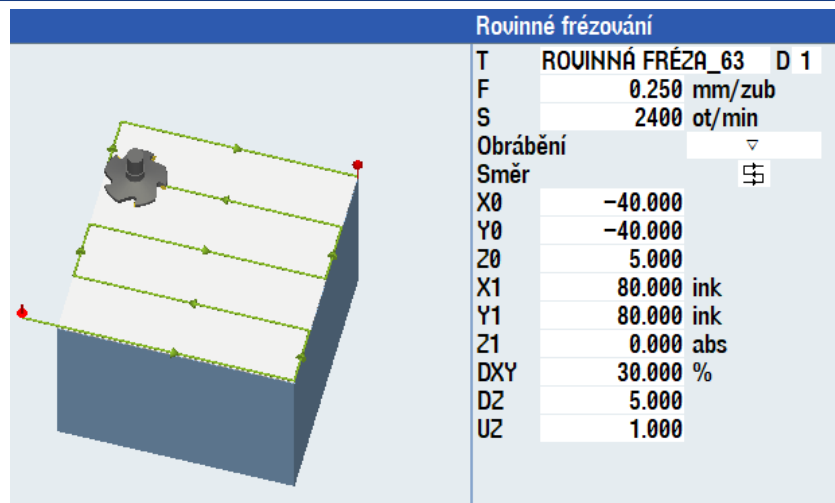 Rovinné frézování
T ROVINNÁ FRÉZA_63 D 1
F 0.250 mm/zub
S 2400 ot/min
Obrábění ▽
Směr
X0 -40.000
Y0 -40.000
Z0 5.000
X1 80.000 ink
Y1 80.000 ink
Z1 0.000 abs
DXY 30.000 %
DZ 5.000
UZ 1.000